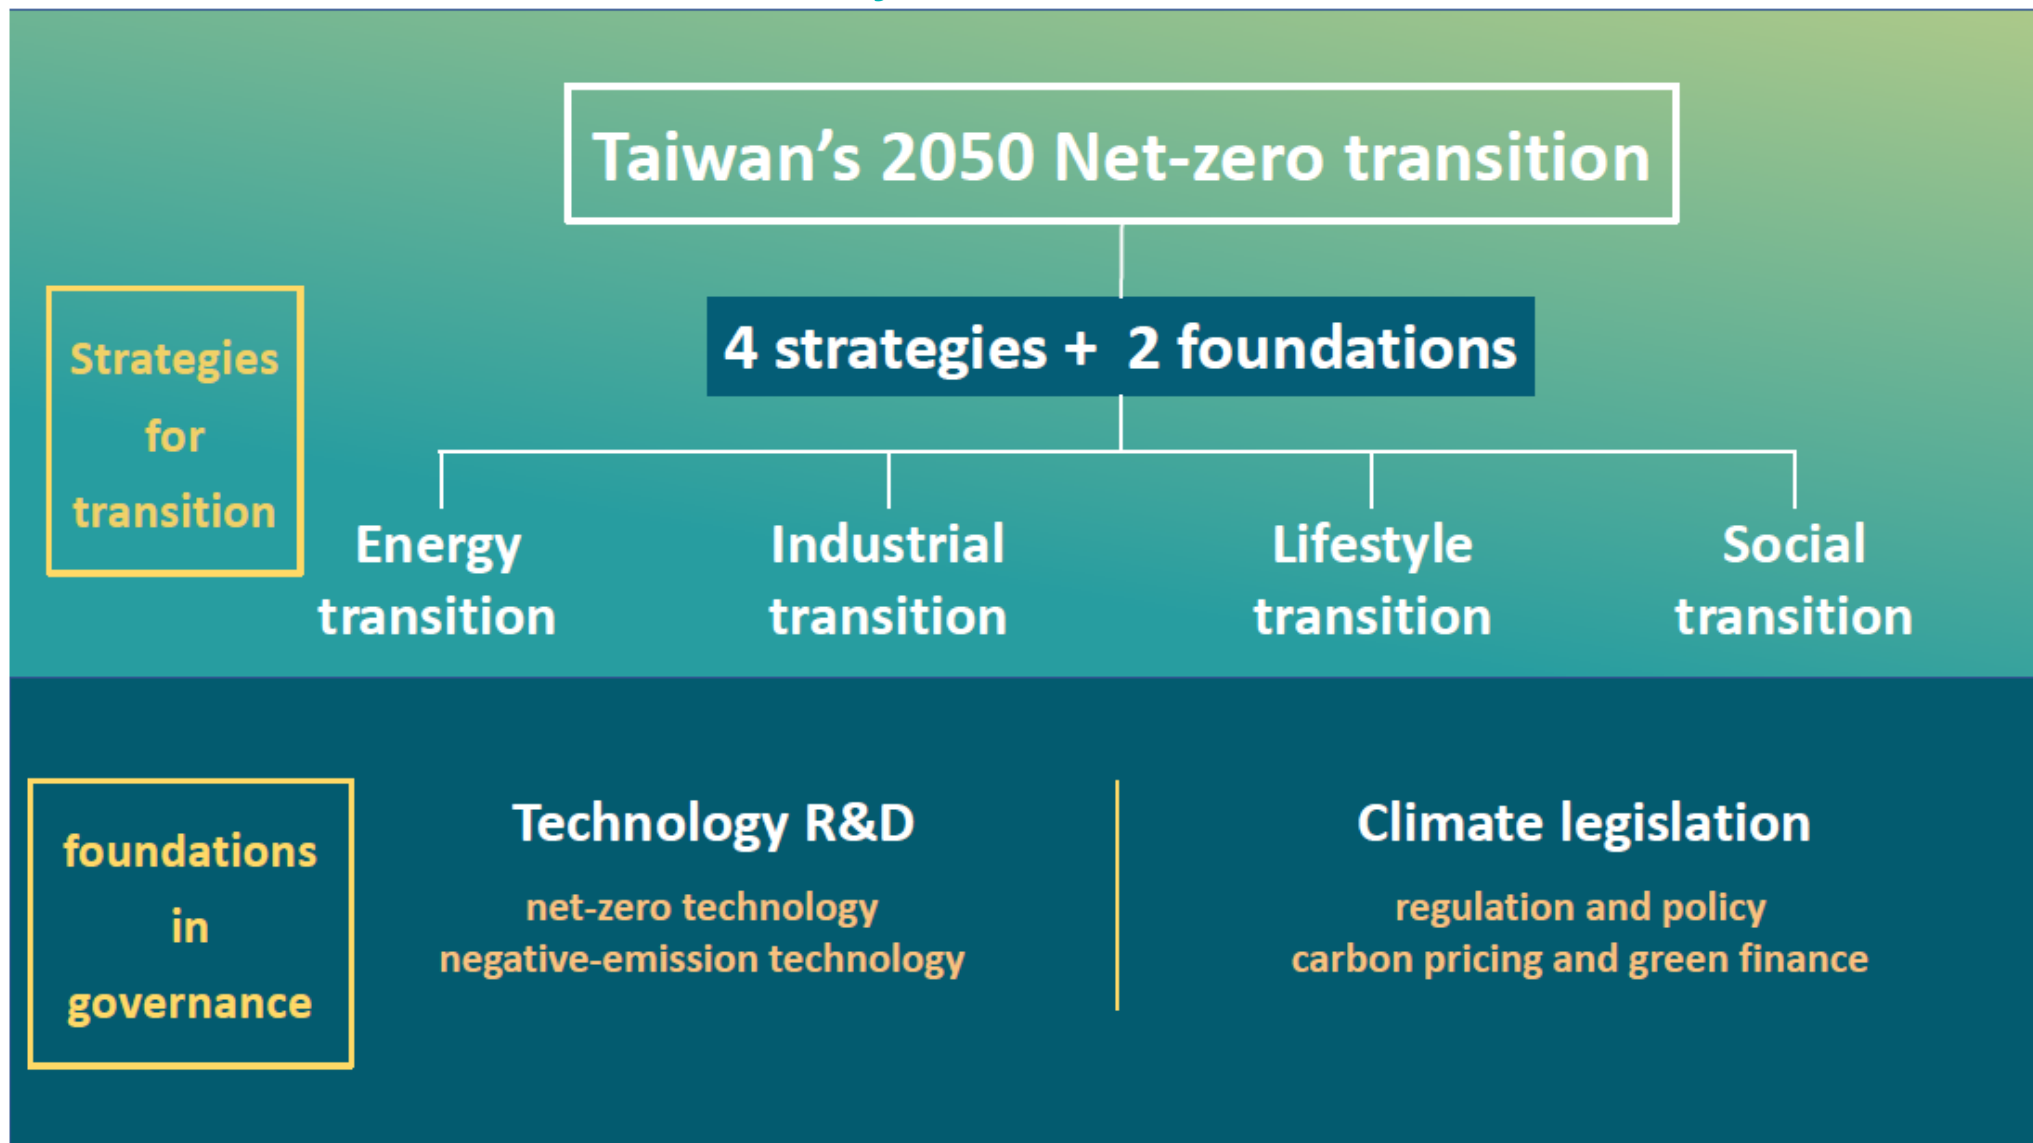 Taiwan’s 2050 Net-zero transition
4 strategies + 2 foundations
Strategies
for
transition
Energy
transition
Industrial
transition
Lifestyle
transition
Social
transition
foundations
in
governance
Technology R&D
net-zero technology
negative-emission technology
Climate legislation
regulation and policy
carbon pricing and green finance